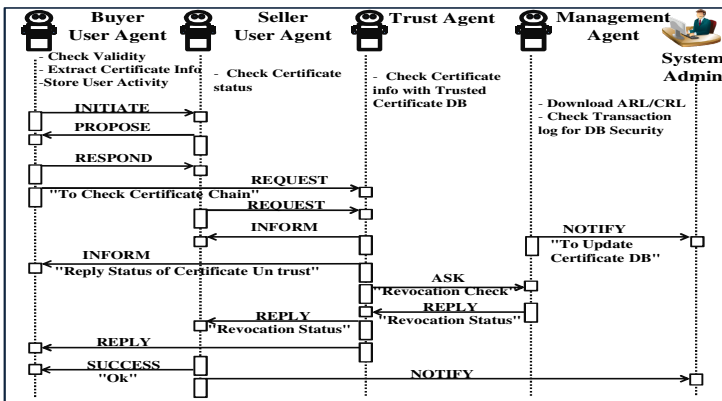 Buyer
User Agent
Seller
User Agent
Trust Agent
Management
Agent
System
Admin
- Check Validity
- Extract Certificate Info
-Store User Activity
- Check Certificate
status
- Check Certificate
info with Trusted
Certificate DB
- Download ARL/CRL
- Check Transaction
log for DB Security
INITIATE
PROPOSE
RESPOND
REQUEST
"To Check Certificate Chain"
REQUEST
INFORM
NOTIFY
"To Update
Certificate DB"
INFORM
"Reply Status of Certificate Un trust"
ASK
"Revocation Check"
REPLY
"Revocation Status"
REPLY
"Revocation Status"
REPLY
SUCCESS
"Ok"
NOTIFY